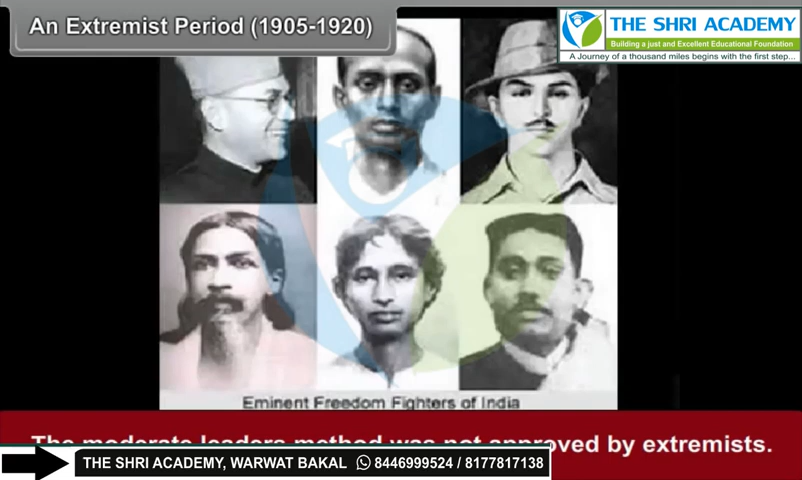 An Extremist Period (1905-1920)
THE SHRI ACADEMY
Building a just and Excellent Educational Foundation
A Journey of a thousand miles begins with the first step...
Eminent Freedom Fighters of India
The moderate leaders method was not approved by extremists.
THE SHRI ACADEMY, WARWAT BAKAL 8446999524 / 8177817138